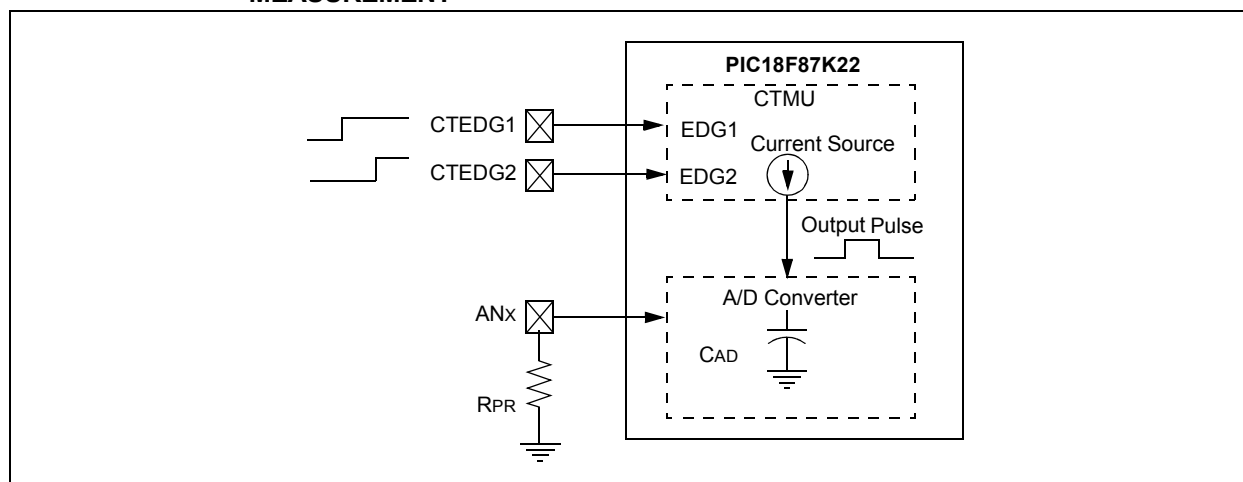 MEASUREMENT
PIC18F87K22
CTMU
CTEDG1
EDG1
Current Source
CTEDG2
EDG2
Output Pulse
A/D Converter
ANX
CAD
RPR